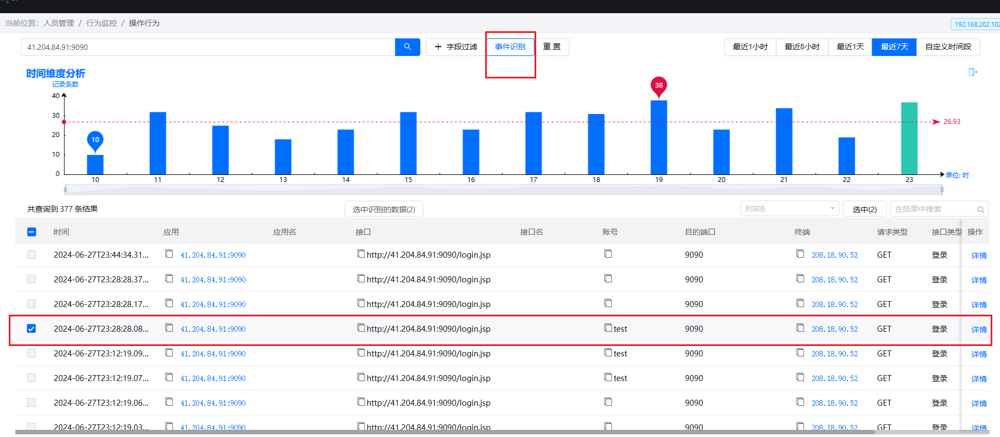 当前位置: 人员管理 / 行为监控 / 操作行为
192.168.202.102
41.204.84.91:9090 字段过滤 事件识别 重 置 最近1小时 最近8小时 最近1天 最近7天 自定义时间段
时间维度分析
记录条数
40
30
20
10
0
10
38
26.93
10 11 12 13 14 15 16 17 18 19 20 21 22 23
单位: 时
共查询到 377 条结果 选中识别的数据(2) 列筛选 选中(2) 在结果中搜索
时间 应用 应用名 接口 接口名 账号 目的端口 终端 请求类型 接口类型 操作
2024-06-27T23:44:34.31... 41.204.84.91:9090 http://41.204.84.91:9090/login.jsp 9090 208.18.90.52 GET 登录 详情
2024-06-27T23:28:28.37... 41.204.84.91:9090 http://41.204.84.91:9090/login.jsp 9090 208.18.90.52 GET 登录 详情
2024-06-27T23:28:28.17... 41.204.84.91:9090 http://41.204.84.91:9090/login.jsp 9090 208.18.90.52 GET 登录 详情
2024-06-27T23:28:28.08... 41.204.84.91:9090 http://41.204.84.91:9090/login.jsp test 9090 208.18.90.52 GET 登录 详情
2024-06-27T23:12:19.09... 41.204.84.91:9090 http://41.204.84.91:9090/login.jsp test 9090 208.18.90.52 GET 登录 详情
2024-06-27T23:12:19.07... 41.204.84.91:9090 http://41.204.84.91:9090/login.jsp test 9090 208.18.90.52 GET 登录 详情
2024-06-27T23:12:19.06... 41.204.84.91:9090 http://41.204.84.91:9090/login.jsp 9090 208.18.90.52 GET 登录 详情
2024-06-27T23:12:19.03... 41.204.84.91:9090 http://41.204.84.91:9090/login.jsp 9090 208.18.90.52 GET 登录 详情